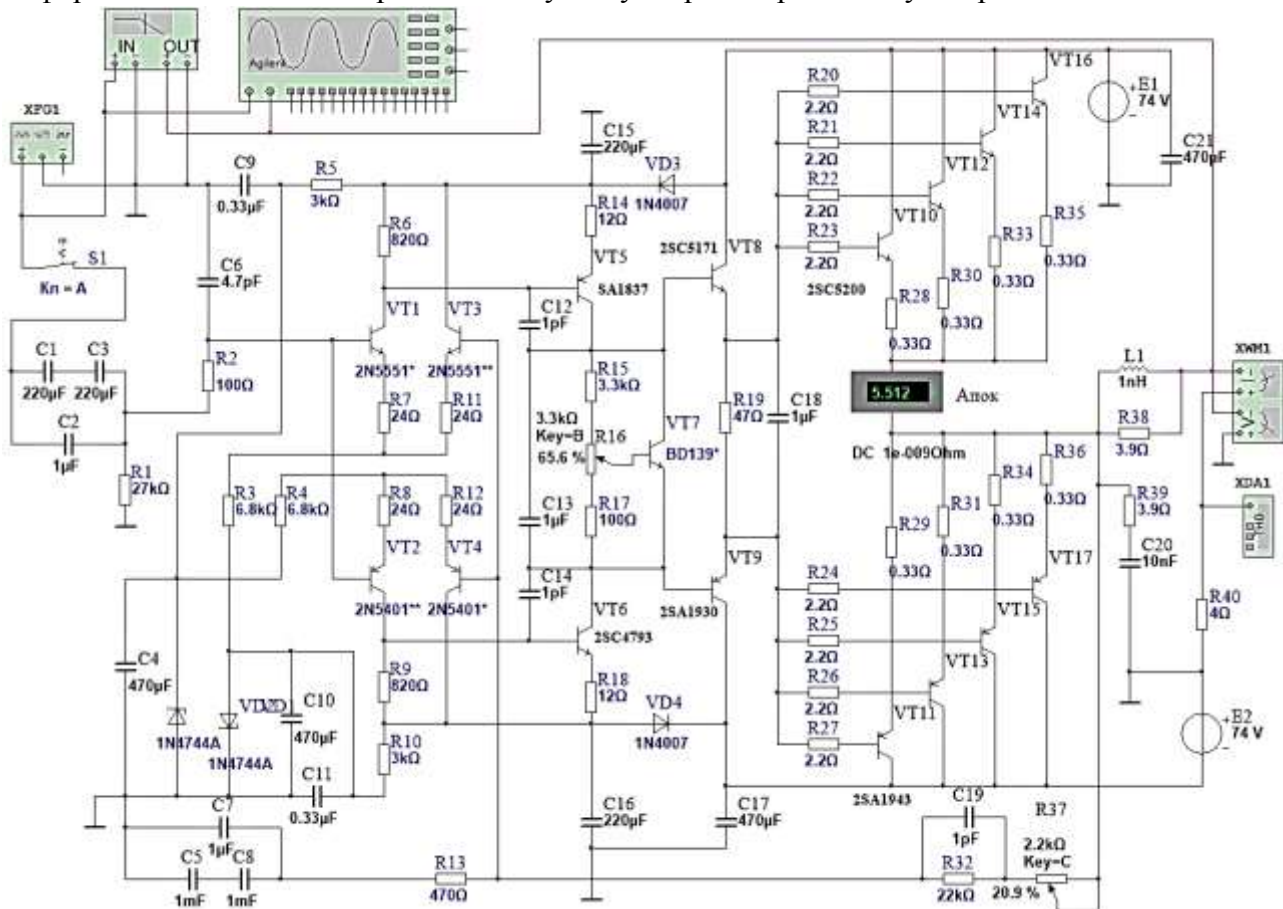 IN OUT
Agilent
XFG1
S1
Кл = A
C9
0.33µF
R5
3kΩ
C15
220µF
VD3
1N4007
R14
12Ω
R6
820Ω
C6
4.7pF
VT5
SA1837
C12
1pF
VT1
2N5551*
VT3
2N5551**
R2
100Ω
C1
220µF
C3
220µF
C2
1µF
R1
27kΩ
R7
24Ω
R11
24Ω
R3
6.8kΩ
R4
6.8kΩ
R8
24Ω
R12
24Ω
VT2
2N5401**
VT4
2N5401*
R15
3.3kΩ
3.3kΩ
Key=B
65.6 %
R16
VT7
BD139*
C13
1µF
R17
100Ω
C14
1pF
VT6
2SC4793
R9
820Ω
R18
12Ω
VD4
1N4007
R10
3kΩ
C4
470µF
1N4744A
1N4744A
C10
470µF
C11
0.33µF
C7
1µF
C5
1mF
C8
1mF
R13
470Ω
C16
220µF
C17
470µF
2SC5171
VT8
R19
47Ω
C18
1µF
VT9
2SA1930
R20
2.2Ω
R21
2.2Ω
R22
2.2Ω
R23
2.2Ω
VT16
VT14
VT12
VT10
2SC5200
R28
0.33Ω
R30
0.33Ω
R33
0.33Ω
R35
0.33Ω
+E1
74 V
C21
470µF
5.512
Апок
DC 1e-009Ohm
L1
1nH
R38
3.9Ω
XWM1
XDA1
THD
R39
3.9Ω
C20
10nF
R40
4Ω
+E2
74 V
R29
0.33Ω
R31
0.33Ω
R34
0.33Ω
R36
0.33Ω
R24
2.2Ω
R25
2.2Ω
R26
2.2Ω
R27
2.2Ω
VT17
VT15
VT13
VT11
2SA1943
C19
1pF
R32
22kΩ
R37
2.2kΩ
Key=C
20.9 %